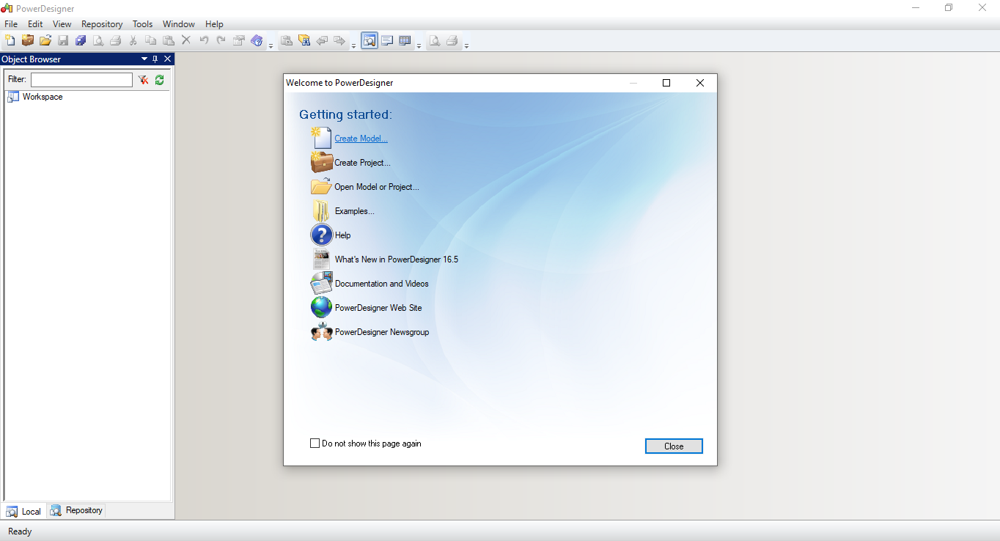 PowerDesigner
File Edit View Repository Tools Window Help
Object Browser
Filter:
Workspace
Welcome to PowerDesigner
Getting started:
Create Model...
Create Project...
Open Model or Project...
Examples...
Help
What's New in PowerDesigner 16.5
Documentation and Videos
PowerDesigner Web Site
PowerDesigner Newsgroup
Do not show this page again
Close
Local Repository
Ready